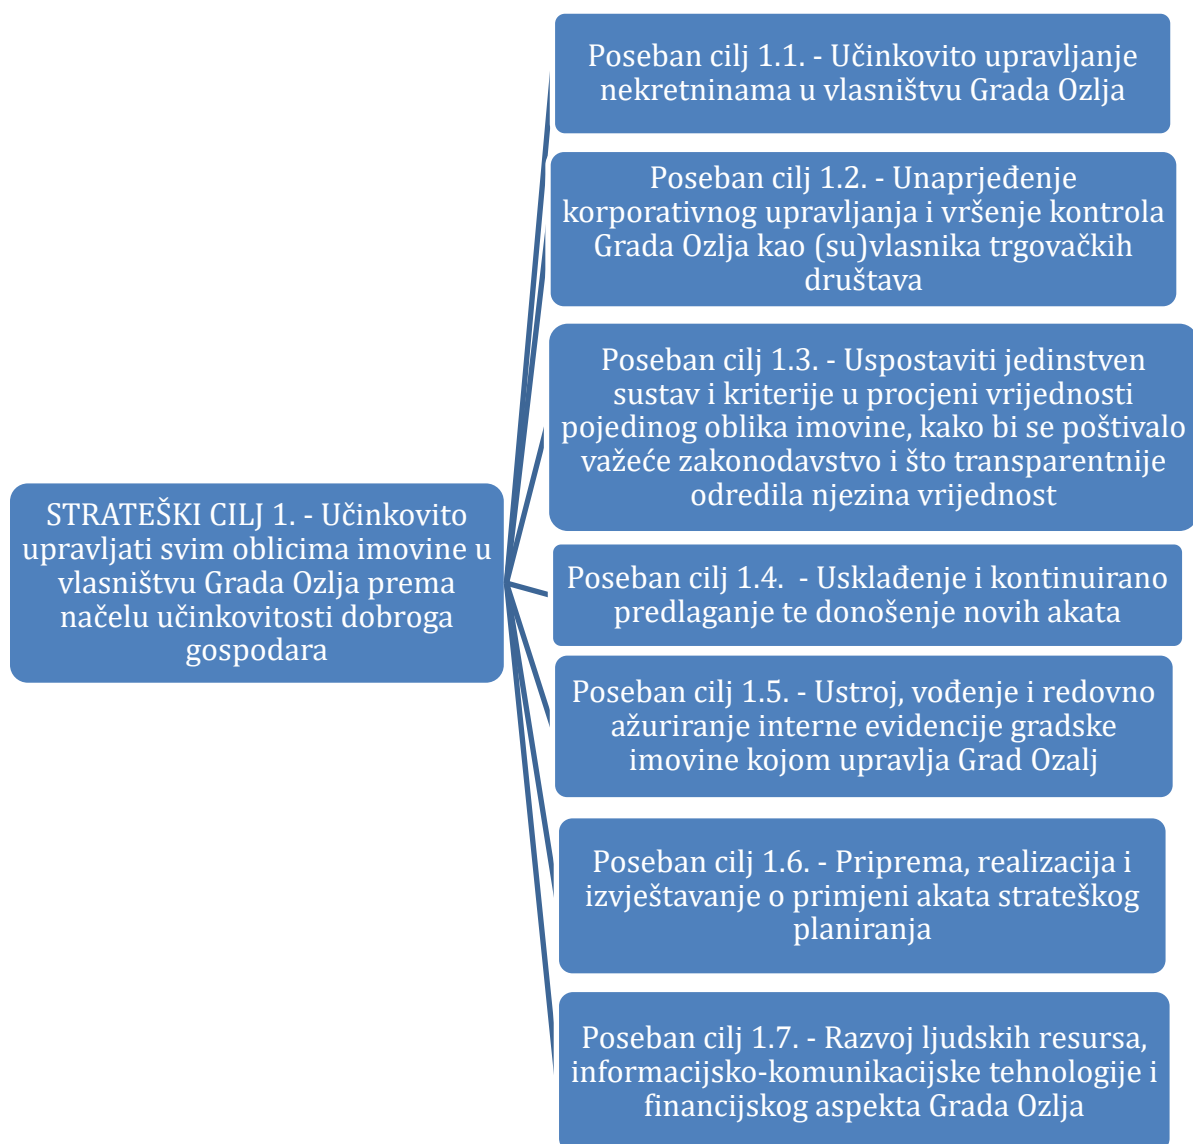 STRATEŠKI CILJ 1. - Učinkovito
upravljati svim oblicima imovine u
vlasništvu Grada Ozlja prema
načelu učinkovitosti dobroga
gospodara
Poseban cilj 1.1. - Učinkovito upravljanje
nekretninama u vlasništvu Grada Ozlja
Poseban cilj 1.2. - Unaprjeđenje
korporativnog upravljanja i vršenje kontrola
Grada Ozlja kao (su)vlasnika trgovačkih
društava
Poseban cilj 1.3. - Uspostaviti jedinstven
sustav i kriterije u procjeni vrijednosti
pojedinog oblika imovine, kako bi se poštivalo
važeće zakonodavstvo i što transparentnije
odredila njezina vrijednost
Poseban cilj 1.4. - Usklađenje i kontinuirano
predlaganje te donošenje novih akata
Poseban cilj 1.5. - Ustroj, vođenje i redovno
ažuriranje interne evidencije gradske
imovine kojom upravlja Grad Ozalj
Poseban cilj 1.6. - Priprema, realizacija i
izvještavanje o primjeni akata strateškog
planiranja
Poseban cilj 1.7. - Razvoj ljudskih resursa,
informacijsko-komunikacijske tehnologije i
financijskog aspekta Grada Ozlja